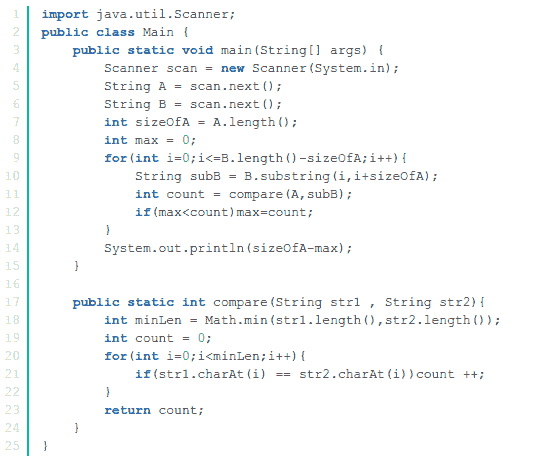 1 import java.util.Scanner;
2 public class Main {
3 public static void main(String[] args) {
4 Scanner scan = new Scanner(System.in);
5 String A = scan.next();
6 String B = scan.next();
7 int sizeOfA = A.length();
8 int max = 0;
9 for(int i=0;i<=B.length()-sizeOfA;i++){
10 String subB = B.substring(i,i+sizeOfA);
11 int count = compare(A,subB);
12 if(max<count)max=count;
13 }
14 System.out.println(sizeOfA-max);
15 }
16
17 public static int compare(String str1 , String str2){
18 int minLen = Math.min(str1.length(),str2.length());
19 int count = 0;
20 for(int i=0;i<minLen;i++){
21 if(str1.charAt(i) == str2.charAt(i))count ++;
22 }
23 return count;
24 }
25 }